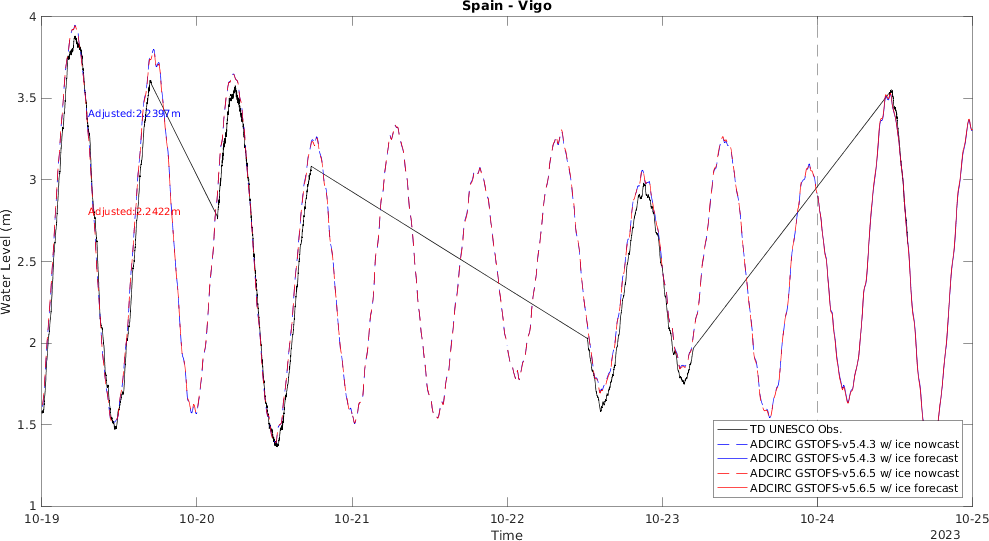 Spain - Vigo
4
3.5
3
2.5
2
1.5
1
Water Level (m)
Adjusted:2.2397m
Adjusted:2.2422m
TD UNESCO Obs.
ADCIRC GSTOFS-v5.4.3 w/ ice nowcast
ADCIRC GSTOFS-v5.4.3 w/ ice forecast
ADCIRC GSTOFS-v5.6.5 w/ ice nowcast
ADCIRC GSTOFS-v5.6.5 w/ ice forecast
10-19 10-20 10-21 10-22 10-23 10-24 10-25
Time
2023